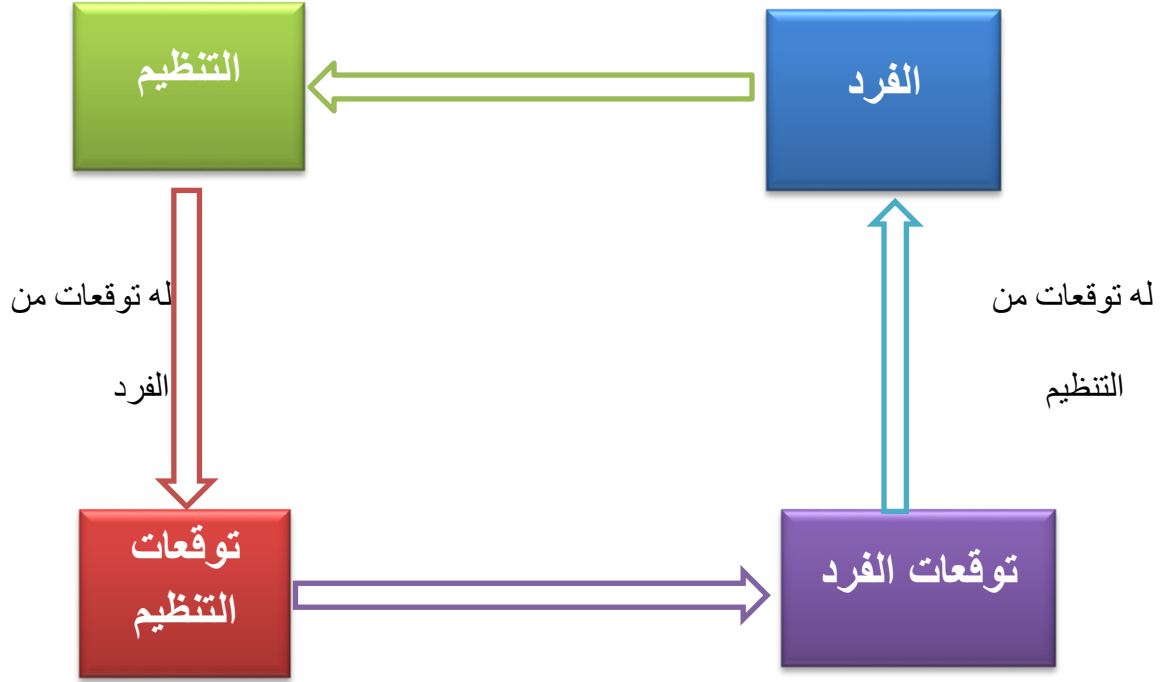 الفرد
التنظيم
له توقعات من
التنظيم
له توقعات من
الفرد
توقعات الفرد
توقعات
التنظيم